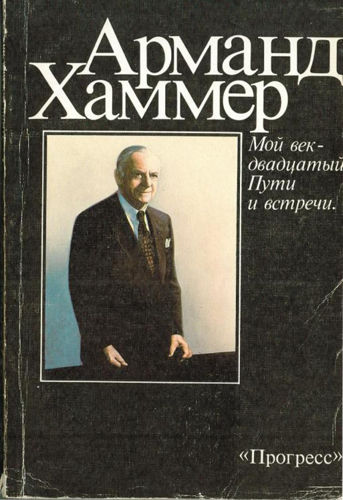 Арманд
Хаммер
Мой век-
двадцатый
Пути
и встречи.
«Прогресс»